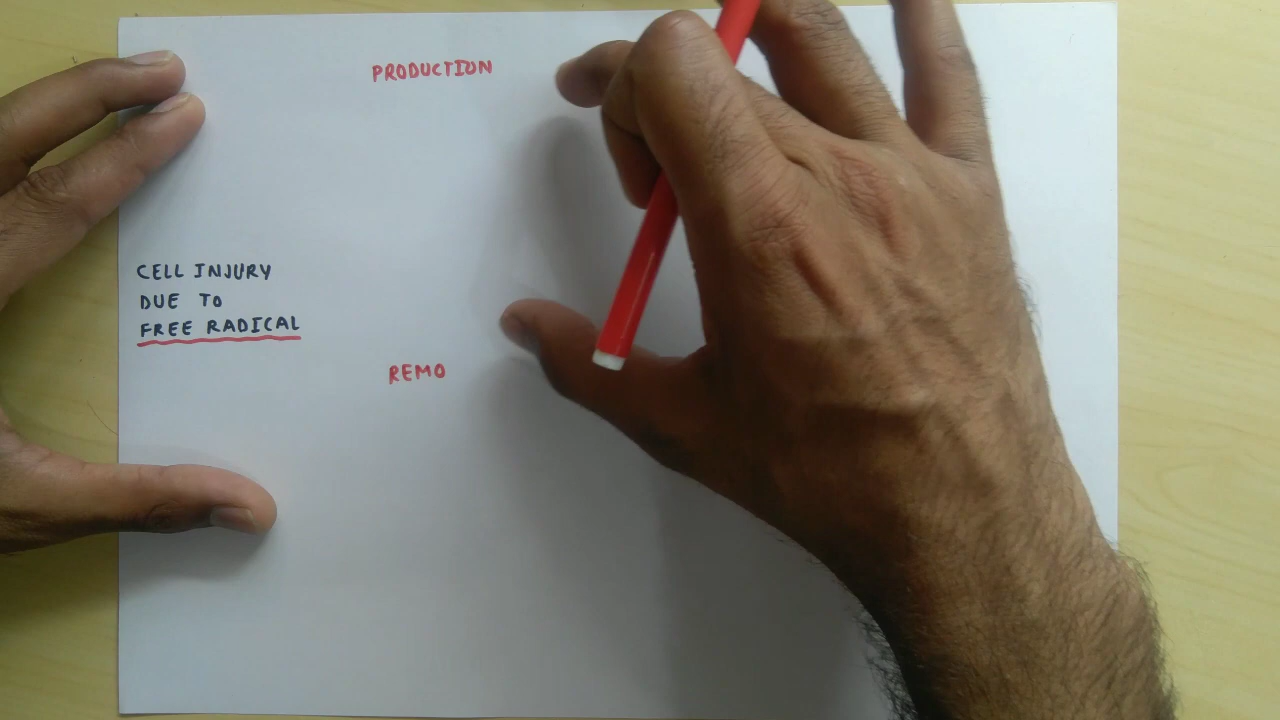 PRODUCTION
CELL INJURY
DUE TO
FREE RADICAL
REMO